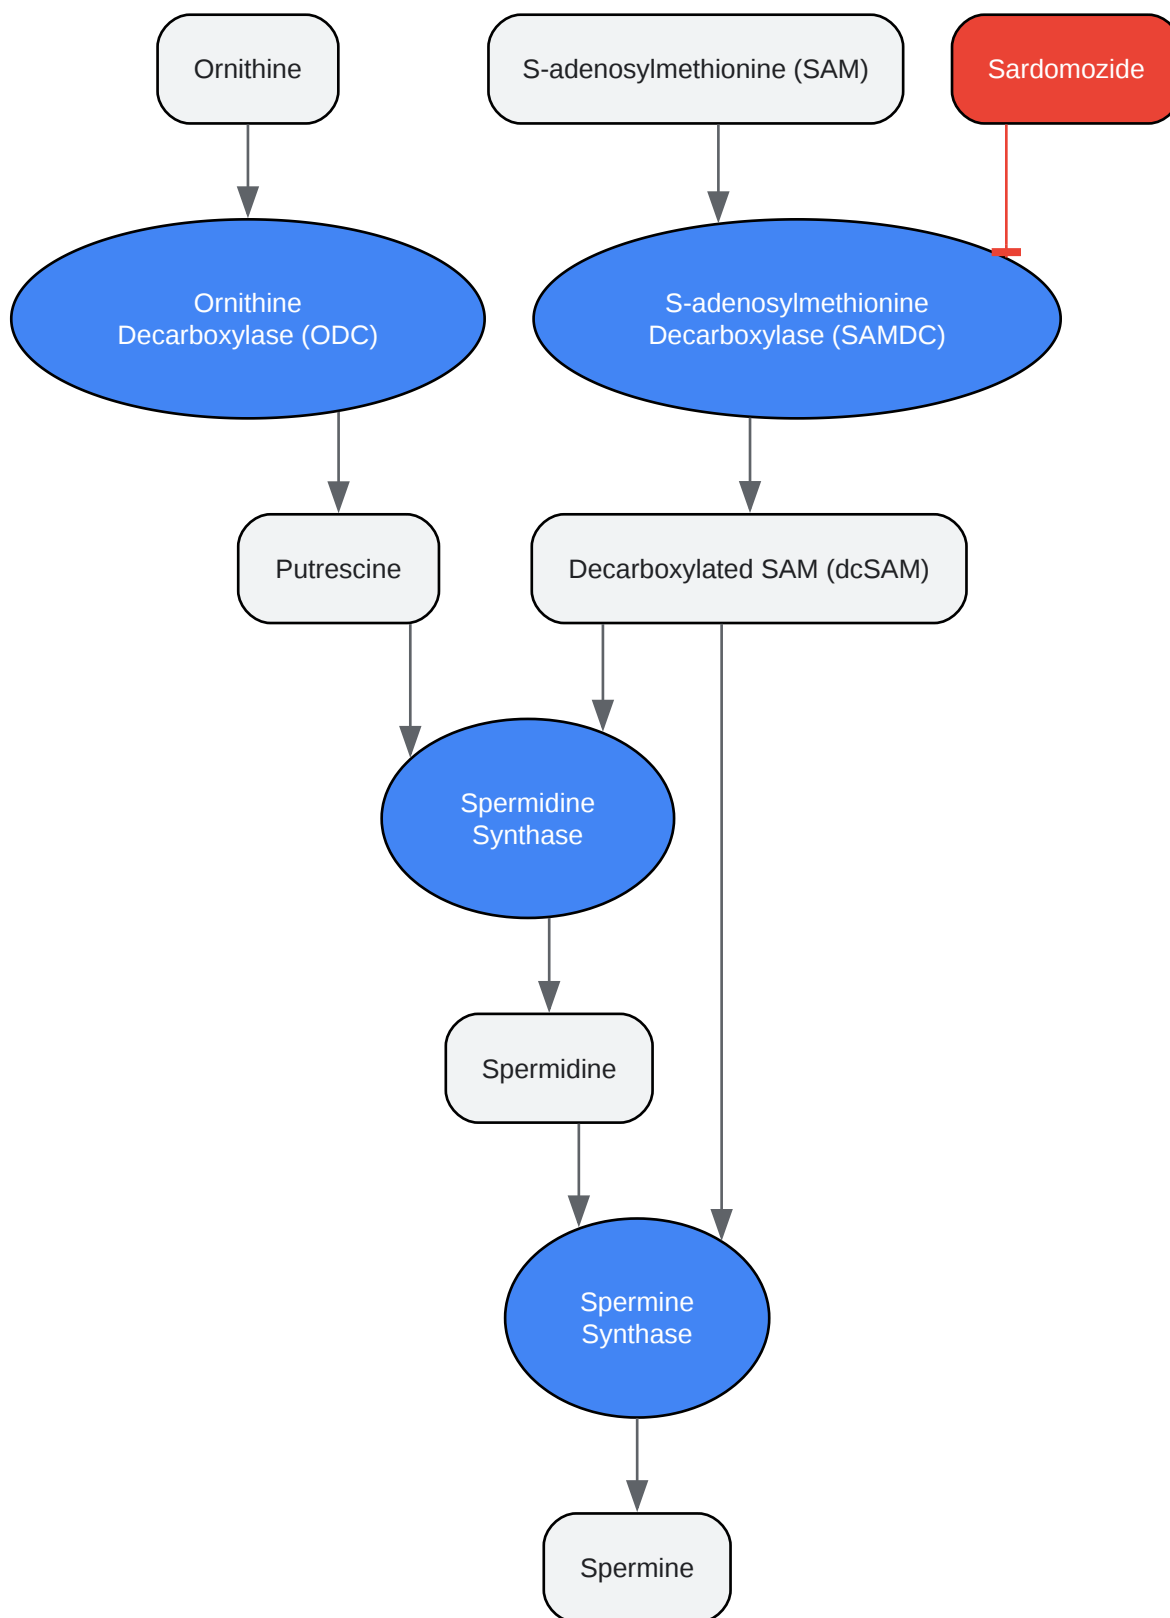 Ornithine
S-adenosylmethionine (SAM)
Sardomozide
Ornithine
Decarboxylase (ODC)
S-adenosylmethionine
Decarboxylase (SAMDC)
Putrescine
Decarboxylated SAM (dcSAM)
Spermidine
Synthase
Spermidine
Spermine
Synthase
Spermine